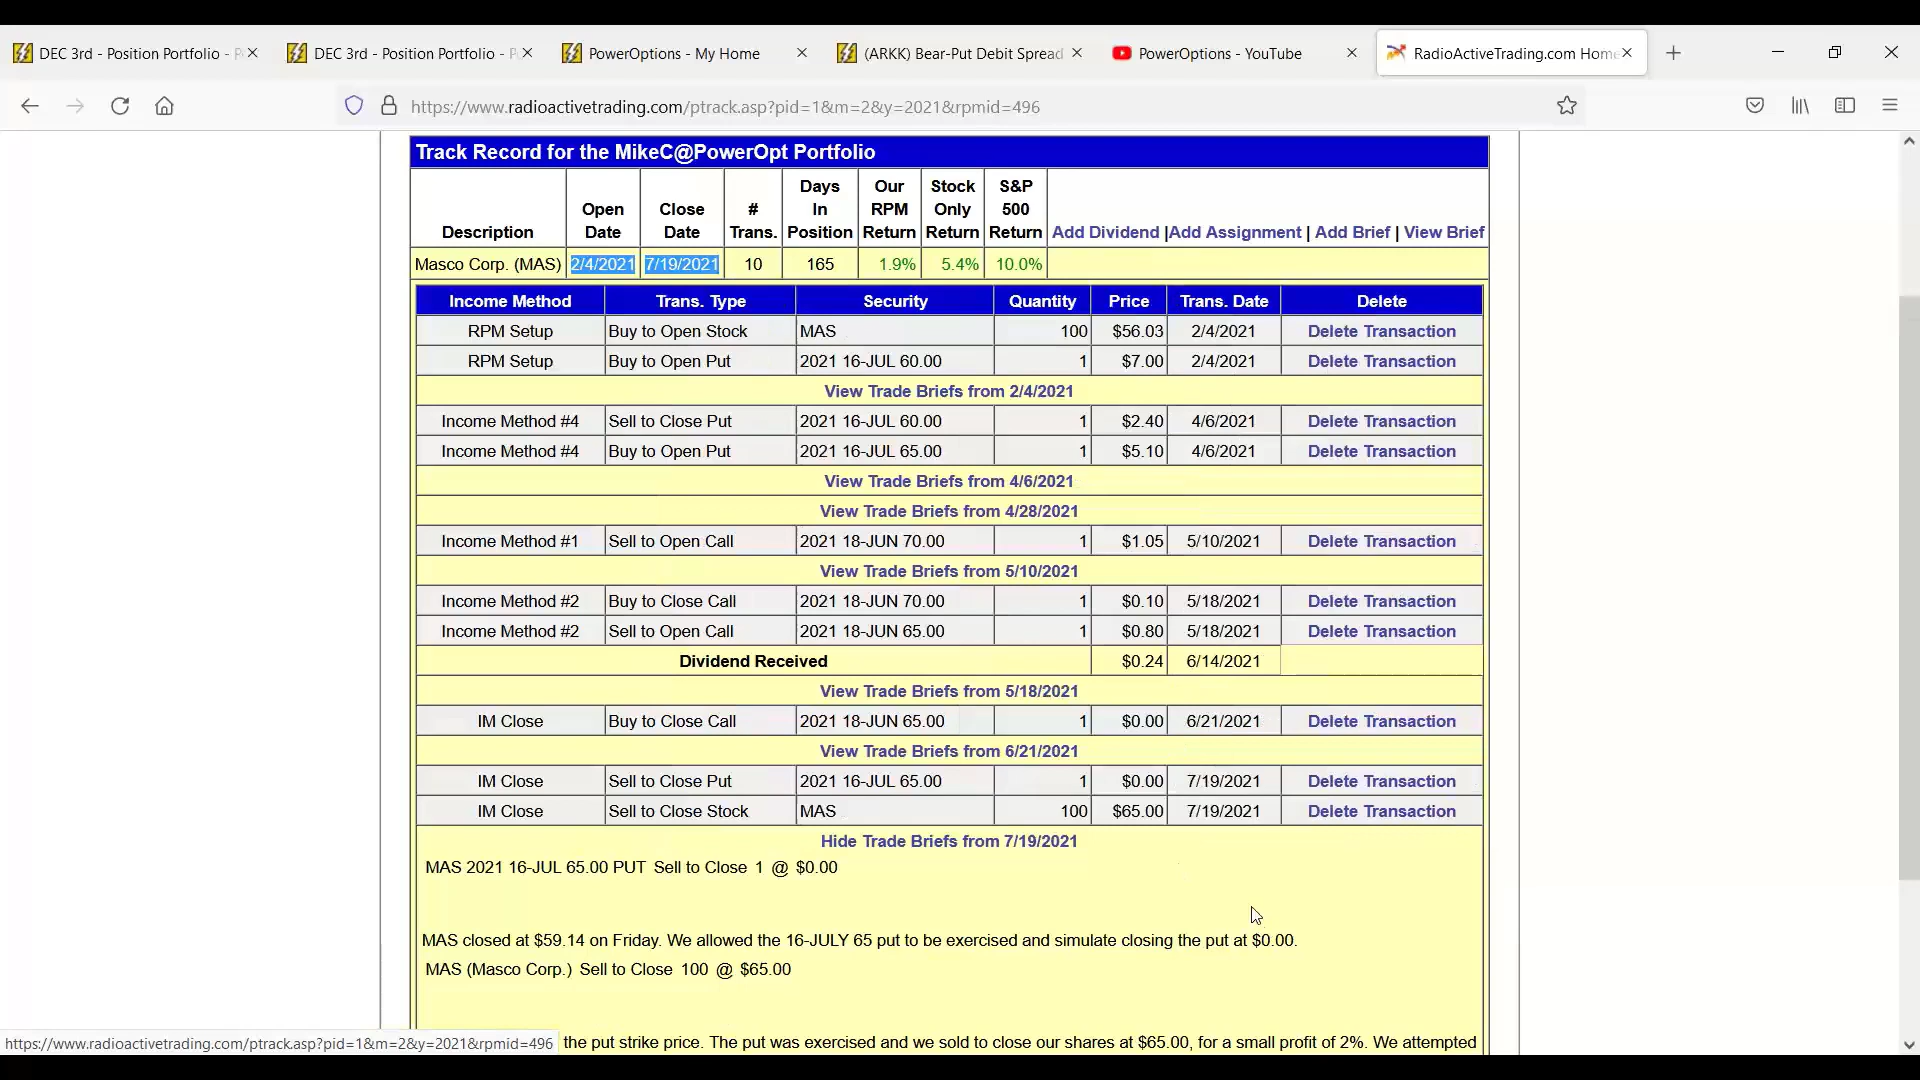 DEC 3rd - Position Portfolio - P
DEC 3rd - Position Portfolio - P
PowerOptions - My Home
(ARKK) Bear-Put Debit Spread
PowerOptions - YouTube
RadioActiveTrading.com Home
https://www.radioactivetrading.com/ptrack.asp?pid=1&m=2&y=2021&rpmid=496
Track Record for the MikeC@PowerOpt Portfolio
Description Open Date Close Date # Trans. Days In Position Our RPM Return Stock Only Return S&P 500 Return Add Dividend |Add Assignment | Add Brief | View Brief
Masco Corp. (MAS) 2/4/2021 7/19/2021 10 165 1.9% 5.4% 10.0%
Income Method Trans. Type Security Quantity Price Trans. Date Delete
RPM Setup Buy to Open Stock MAS 100 $56.03 2/4/2021 Delete Transaction
RPM Setup Buy to Open Put 2021 16-JUL 60.00 1 $7.00 2/4/2021 Delete Transaction
View Trade Briefs from 2/4/2021
Income Method #4 Sell to Close Put 2021 16-JUL 60.00 1 $2.40 4/6/2021 Delete Transaction
Income Method #4 Buy to Open Put 2021 16-JUL 65.00 1 $5.10 4/6/2021 Delete Transaction
View Trade Briefs from 4/6/2021
View Trade Briefs from 4/28/2021
Income Method #1 Sell to Open Call 2021 18-JUN 70.00 1 $1.05 5/10/2021 Delete Transaction
View Trade Briefs from 5/10/2021
Income Method #2 Buy to Close Call 2021 18-JUN 70.00 1 $0.10 5/18/2021 Delete Transaction
Income Method #2 Sell to Open Call 2021 18-JUN 65.00 1 $0.80 5/18/2021 Delete Transaction
Dividend Received $0.24 6/14/2021
View Trade Briefs from 5/18/2021
IM Close Buy to Close Call 2021 18-JUN 65.00 1 $0.00 6/21/2021 Delete Transaction
View Trade Briefs from 6/21/2021
IM Close Sell to Close Put 2021 16-JUL 65.00 1 $0.00 7/19/2021 Delete Transaction
IM Close Sell to Close Stock MAS 100 $65.00 7/19/2021 Delete Transaction
Hide Trade Briefs from 7/19/2021
MAS 2021 16-JUL 65.00 PUT Sell to Close 1 @ $0.00
MAS closed at $59.14 on Friday. We allowed the 16-JULY 65 put to be exercised and simulate closing the put at $0.00.
MAS (Masco Corp.) Sell to Close 100 @ $65.00
https://www.radioactivetrading.com/ptrack.asp?pid=1&m=2&y=2021&rpmid=496
the put strike price. The put was exercised and we sold to close our shares at $65.00, for a small profit of 2%. We attempted